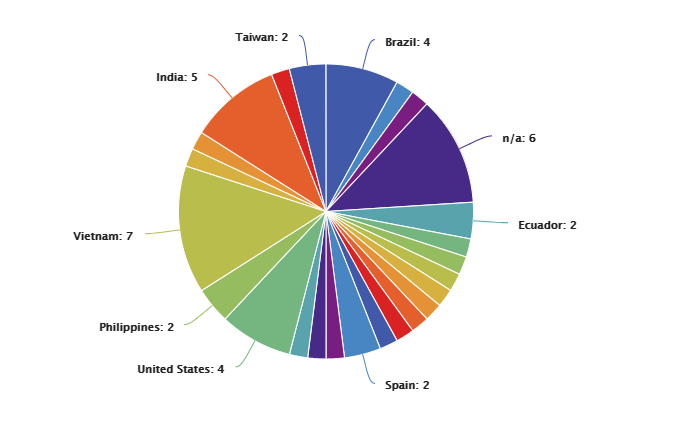 Taiwan: 2
Brazil: 4
India: 5
n/a: 6
Ecuador: 2
Vietnam: 7
Philippines: 2
United States: 4
Spain: 2